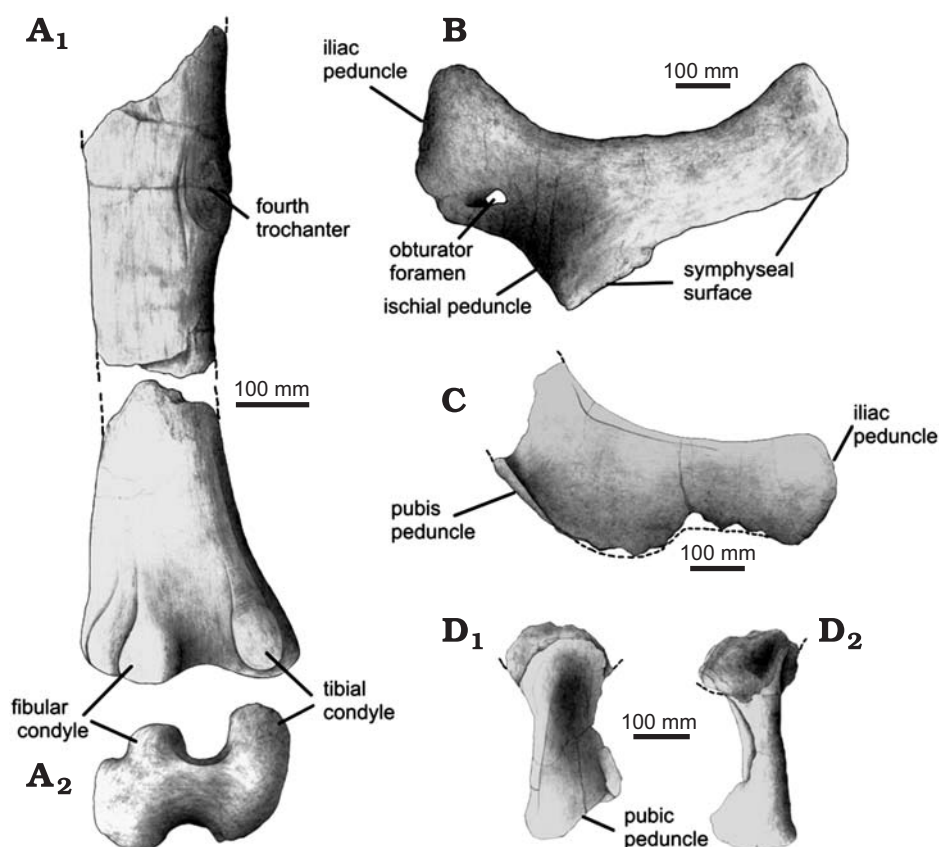 A1
B
iliac
peduncle
100 mm
fourth
trochanter
obturator
foramen
ischial peduncle
symphyseal
surface
100 mm
C
iliac
peduncle
pubis
peduncle
100 mm
D1
D2
fibular
condyle
tibial
condyle
100 mm
A2
pubic
peduncle